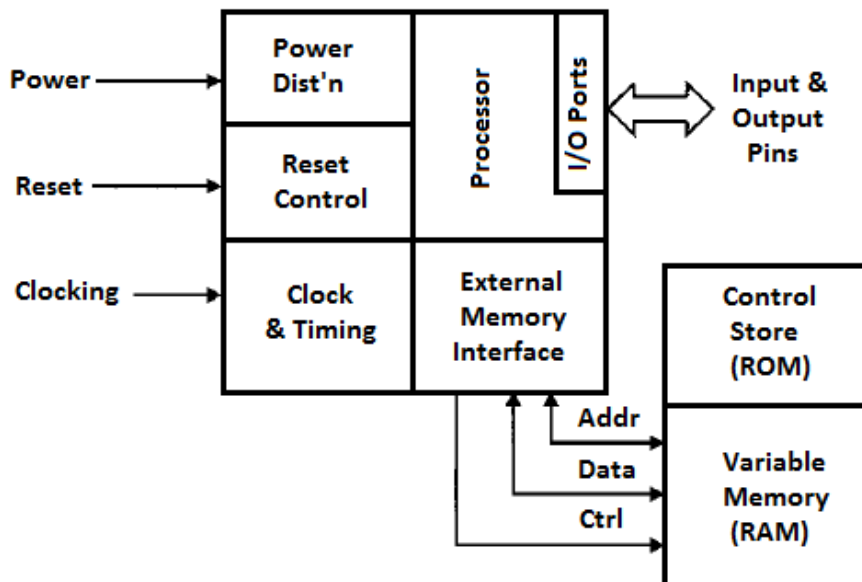 Power
Dist'n
Power
Processor
I/O Ports
Input &
Output
Pins
Reset
Reset
Control
Clocking
Clock
& Timing
External
Memory
Interface
Control
Store
(ROM)
Addr
Data
Ctrl
Variable
Memory
(RAM)